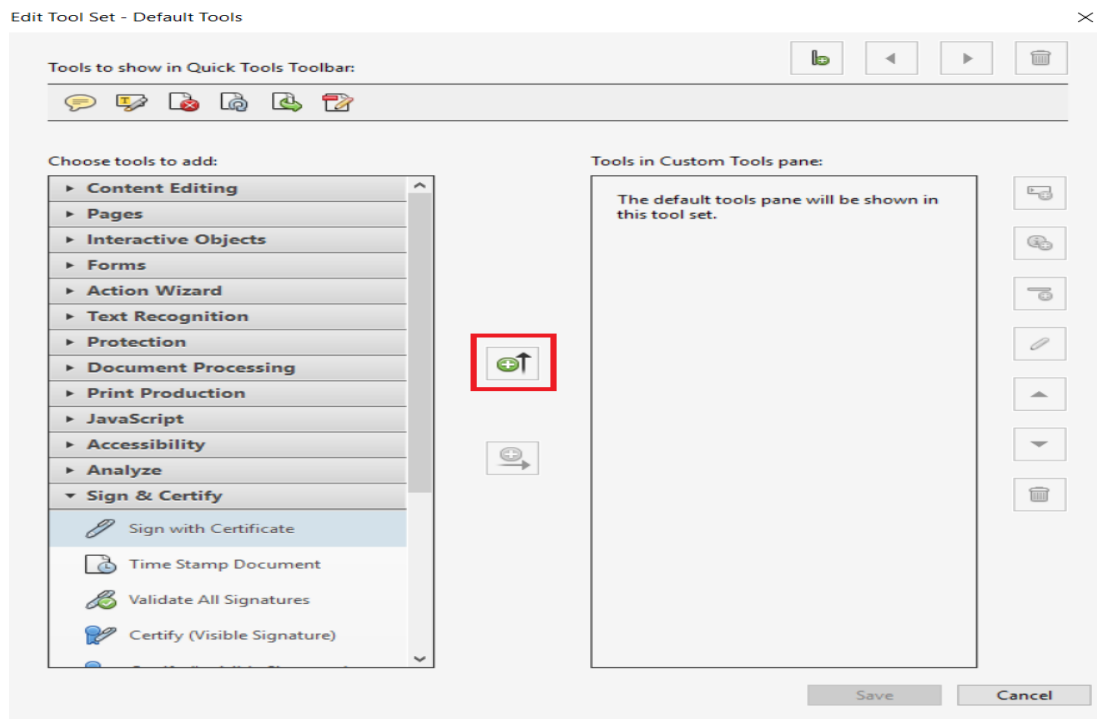 Edit Tool Set - Default Tools
Tools to show in Quick Tools Toolbar:
Choose tools to add:
Content Editing
Pages
Interactive Objects
Forms
Action Wizard
Text Recognition
Protection
Document Processing
Print Production
JavaScript
Accessibility
Analyze
Sign & Certify
Sign with Certificate
Time Stamp Document
Validate All Signatures
Certify (Visible Signature)
Tools in Custom Tools pane:
The default tools pane will be shown in
this tool set.
Save
Cancel